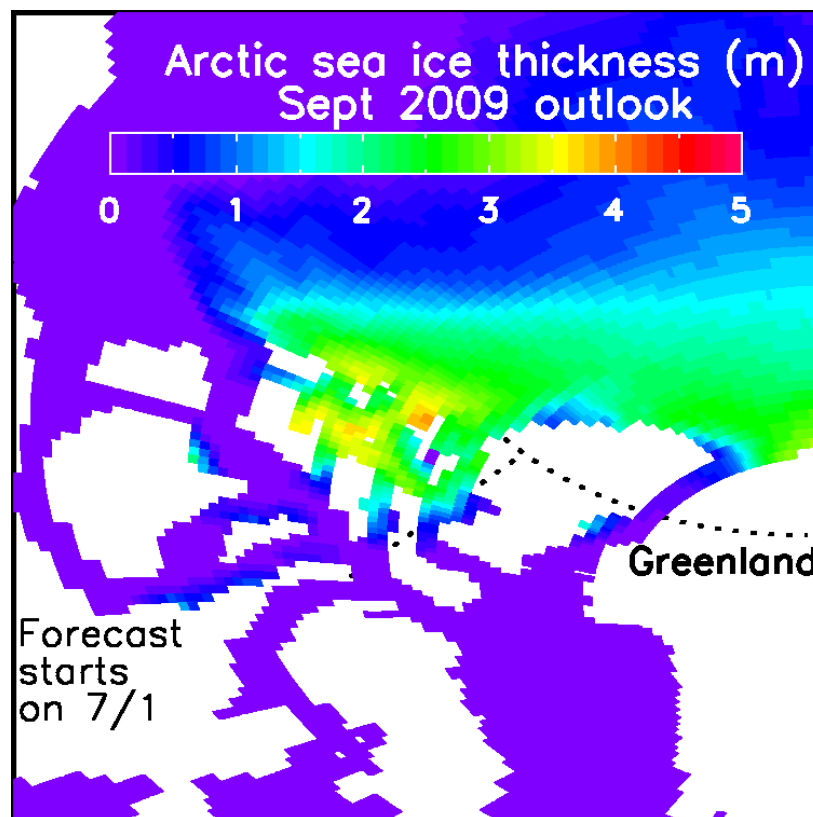 Arctic sea ice thickness (m)
Sept 2009 outlook
0 1 2 3 4 5
Greenland
Forecast
starts
on 7/1